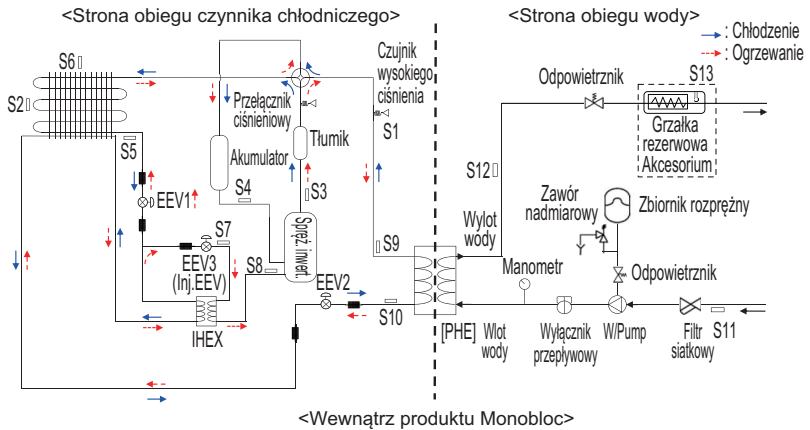 <Strona obiegu czynnika chłodniczego>
<Strona obiegu wody>
: Chłodzenie
: Ogrzewanie
S6
S2
S5
EEV1
S7
EEV3
(Inj.EEV)
IHEX
S8
Przełącznik
ciśnieniowy
Akumulator
S4
Tłumik
S3
Spręż. inwert.
EEV2
Czujnik
wysokiego
ciśnienia
S1
S9
S10
[PHE]
Wylot
wody
S12
Odpowietrznik
S13
Grzałka
rezerwowa
Akcesorium
Zawór
nadmiarowy
Zbiornik rozprężny
Manometr
Odpowietrznik
Wlot
wody
Wyłącznik
przepływowy
W/Pump
Filtr
siatkowy
S11
<Wewnątrz produktu Monobloc>